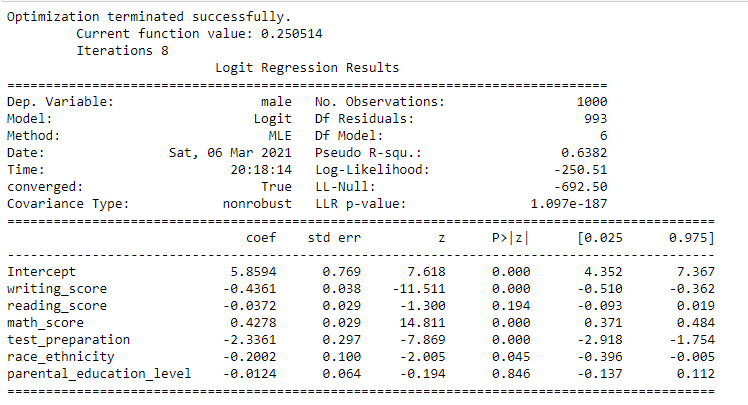 Optimization terminated successfully.
Current function value: 0.250514
Iterations 8
Logit Regression Results
==============================================================================
Dep. Variable: male No. Observations: 1000
Model: Logit Df Residuals: 993
Method: MLE Df Model: 6
Date: Sat, 06 Mar 2021 Pseudo R-squ.: 0.6382
Time: 20:18:14 Log-Likelihood: -250.51
converged: True LL-Null: -692.50
Covariance Type: nonrobust LLR p-value: 1.097e-187
============================================================================================
coef std err z P>|z| [0.025 0.975]
--------------------------------------------------------------------------------------------
Intercept 5.8594 0.769 7.618 0.000 4.352 7.367
writing_score -0.4361 0.038 -11.511 0.000 -0.510 -0.362
reading_score -0.0372 0.029 -1.300 0.194 -0.093 0.019
math_score 0.4278 0.029 14.811 0.000 0.371 0.484
test_preparation -2.3361 0.297 -7.869 0.000 -2.918 -1.754
race_ethnicity -0.2002 0.100 -2.005 0.045 -0.396 -0.005
parental_education_level -0.0124 0.064 -0.194 0.846 -0.137 0.112
============================================================================================